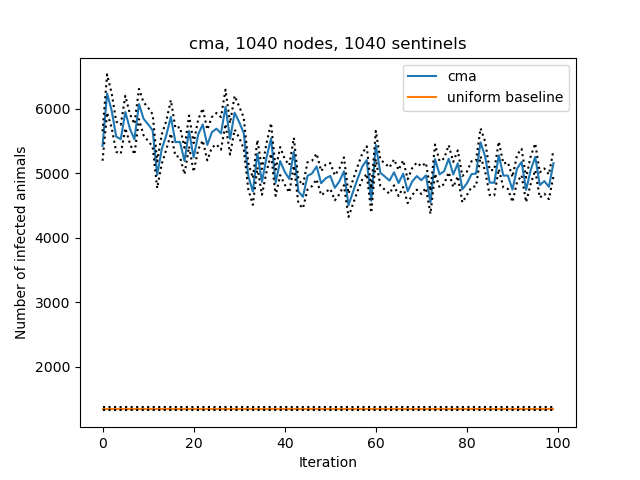 cma, 1040 nodes, 1040 sentinels
cma
uniform baseline
6000
5000
4000
3000
2000
Number of infected animals
0 20 40 60 80 100
Iteration